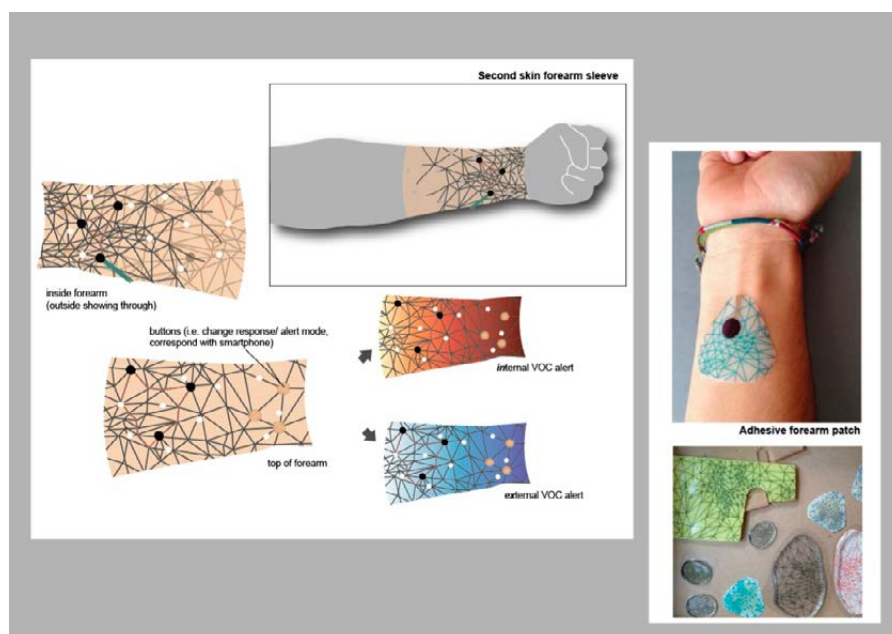 Second skin forearm sleeve
inside forearm
(outside showing through)
buttons (i.e. change response/ alert mode,
correspond with smartphone)
internal VOC alert
top of forearm
external VOC alert
Adhesive forearm patch